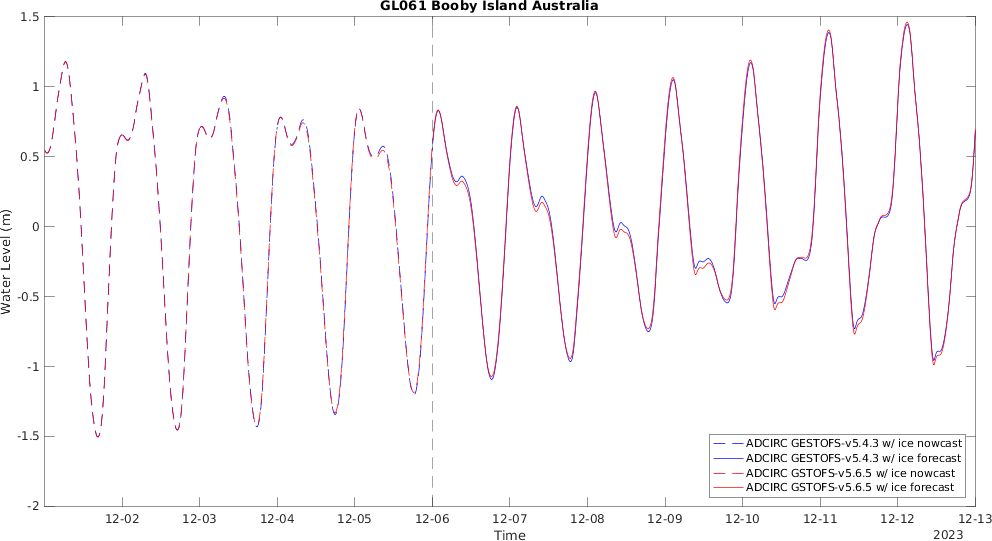 GL061 Booby Island Australia
1.5
1
0.5
0
-0.5
-1
-1.5
-2
Water Level (m)
12-02 12-03 12-04 12-05 12-06 12-07 12-08 12-09 12-10 12-11 12-12 12-13
Time
2023
ADCIRC GESTOFS-v5.4.3 w/ ice nowcast
ADCIRC GESTOFS-v5.4.3 w/ ice forecast
ADCIRC GSTOFS-v5.6.5 w/ ice nowcast
ADCIRC GSTOFS-v5.6.5 w/ ice forecast